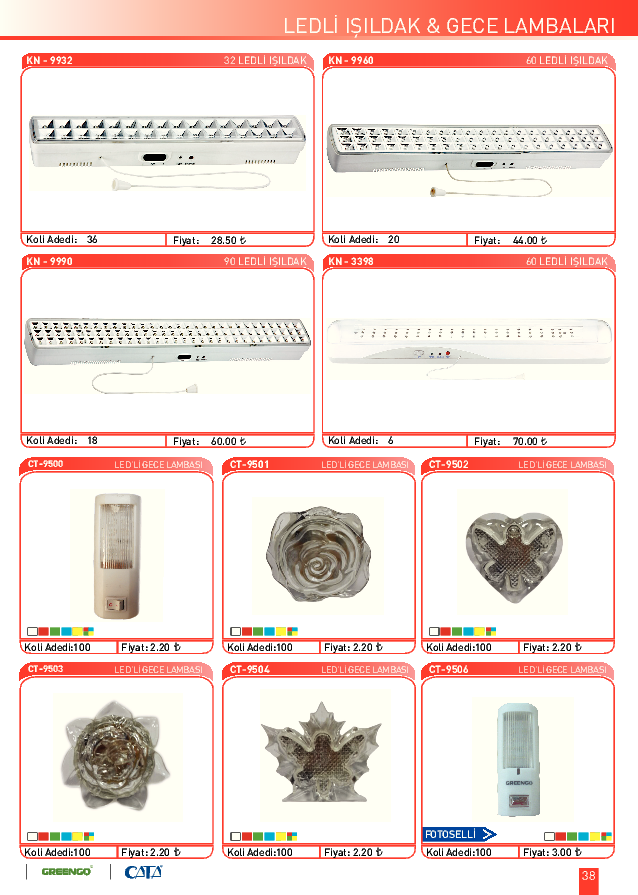 LEDLİ IŞILDAK & GECE LAMBALARI
KN - 9932 32 LEDLİ IŞILDAK
Koli Adedi: 36 Fiyat: 28.50 ₺
KN - 9960 60 LEDLİ IŞILDAK
Koli Adedi: 20 Fiyat: 44.00 ₺
KN - 9990 90 LEDLİ IŞILDAK
Koli Adedi: 18 Fiyat: 60.00 ₺
KN - 3398 60 LEDLİ IŞILDAK
Koli Adedi: 6 Fiyat: 70.00 ₺
CT-9500 LED'Lİ GECE LAMBASI
Koli Adedi:100 Fiyat: 2.20 ₺
CT-9501 LED'Lİ GECE LAMBASI
Koli Adedi:100 Fiyat: 2.20 ₺
CT-9502 LED'Lİ GECE LAMBASI
Koli Adedi:100 Fiyat: 2.20 ₺
CT-9503 LED'Lİ GECE LAMBASI
Koli Adedi:100 Fiyat: 2.20 ₺
CT-9504 LED'Lİ GECE LAMBASI
Koli Adedi:100 Fiyat: 2.20 ₺
CT-9506 LED'Lİ GECE LAMBASI
GREENGO
FOTOSELLİ
Koli Adedi:100 Fiyat: 3.00 ₺
GREENGO CATA
38